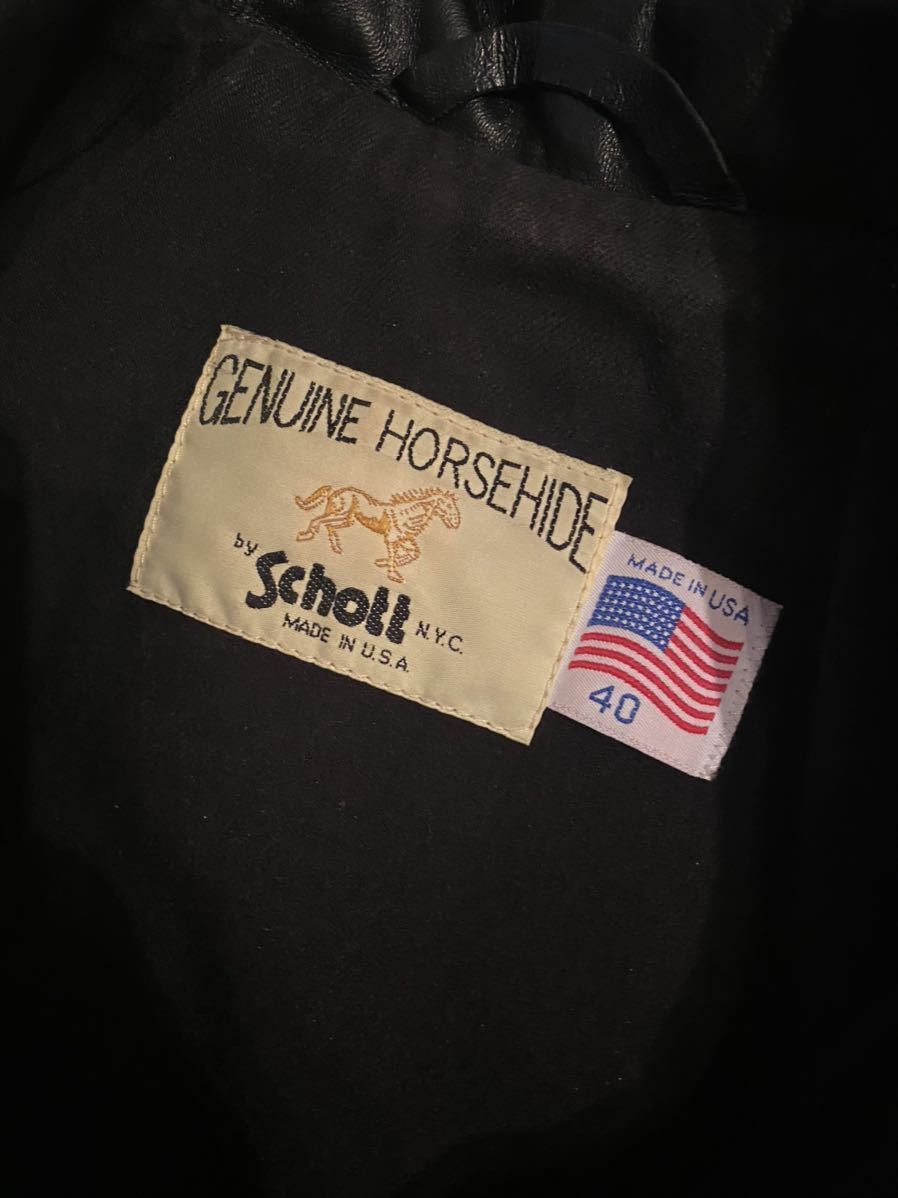 GENUINE HORSEHIDE
by Schott N.Y.C.
MADE IN U.S.A.
MADE IN USA
40